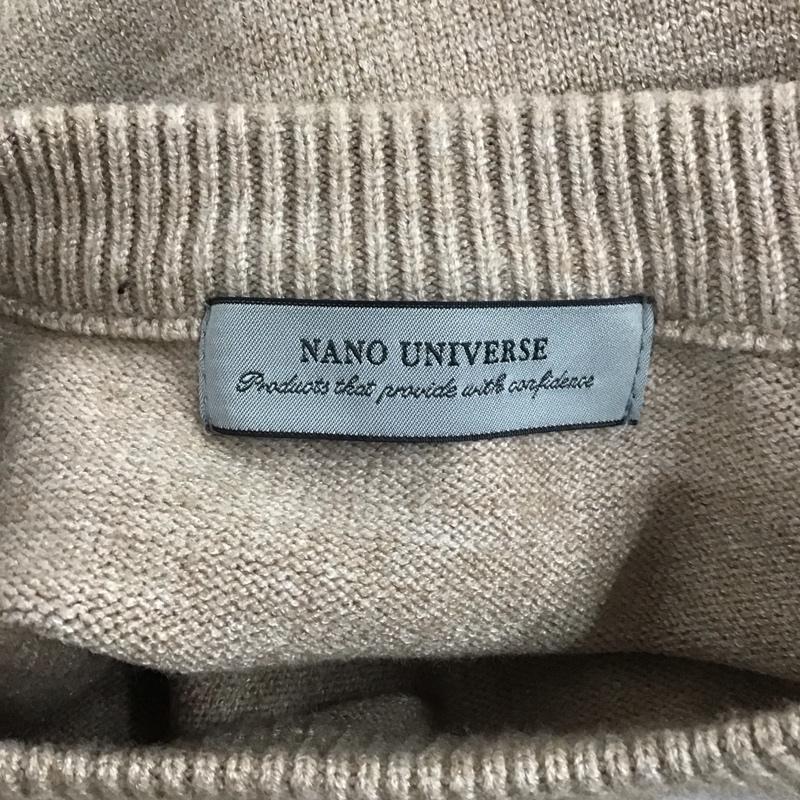 NANO UNIVERSE
Products that provide with confidence